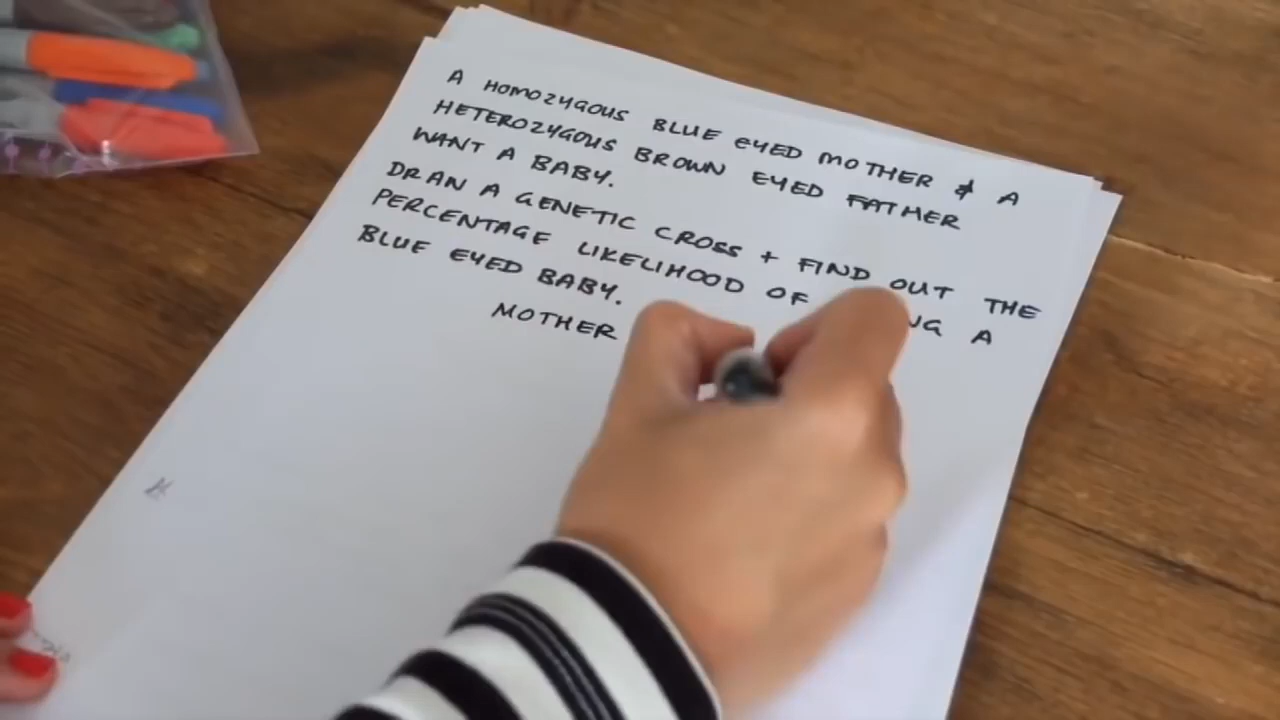 A HOMOZYGOUS BLUE EYED MOTHER & A
HETEROZYGOUS BROWN EYED FATHER
WANT A BABY.
DRAN A GENETIC CROSS + FIND OUT THE
PERCENTAGE LIKELIHOOD OF A
BLUE EYED BABY.
MOTHER